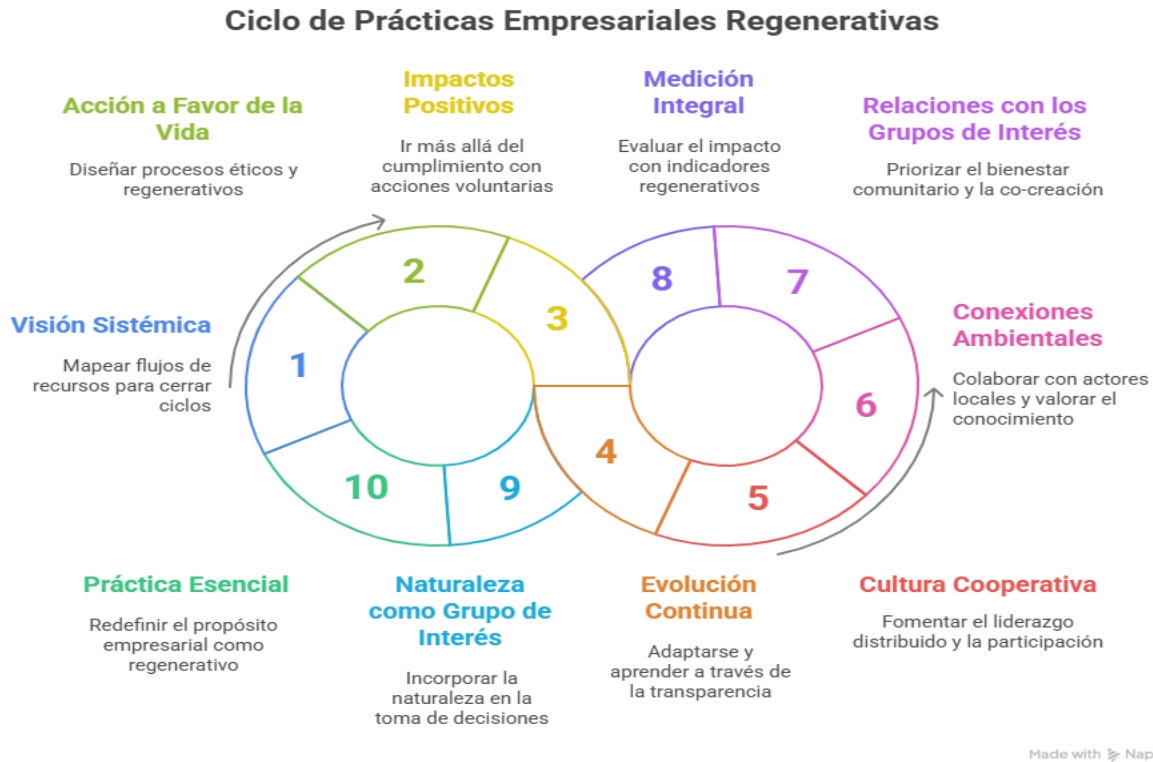 Ciclo de Prácticas Empresariales Regenerativas
Acción a Favor de la
Vida
Diseñar procesos éticos y
regenerativos
Impactos
Positivos
Ir más allá del
cumplimiento con
acciones voluntarias
Medición
Integral
Evaluar el impacto
con indicadores
regenerativos
Relaciones con los
Grupos de Interés
Priorizar el bienestar
comunitario y la co-creación
Visión Sistémica
Mapear flujos de
recursos para cerrar
ciclos
1
2
3
8
7
6
4
5
9
10
Conexiones
Ambientales
Colaborar con actores
locales y valorar el
conocimiento
Práctica Esencial
Redefinir el propósito
empresarial como
regenerativo
Naturaleza
como Grupo de
Interés
Incorporar la
naturaleza en la
toma de decisiones
Evolución
Continua
Adaptarse y
aprender a través de
la transparencia
Cultura Cooperativa
Fomentar el liderazgo
distribuido y la participación
Made with Nap